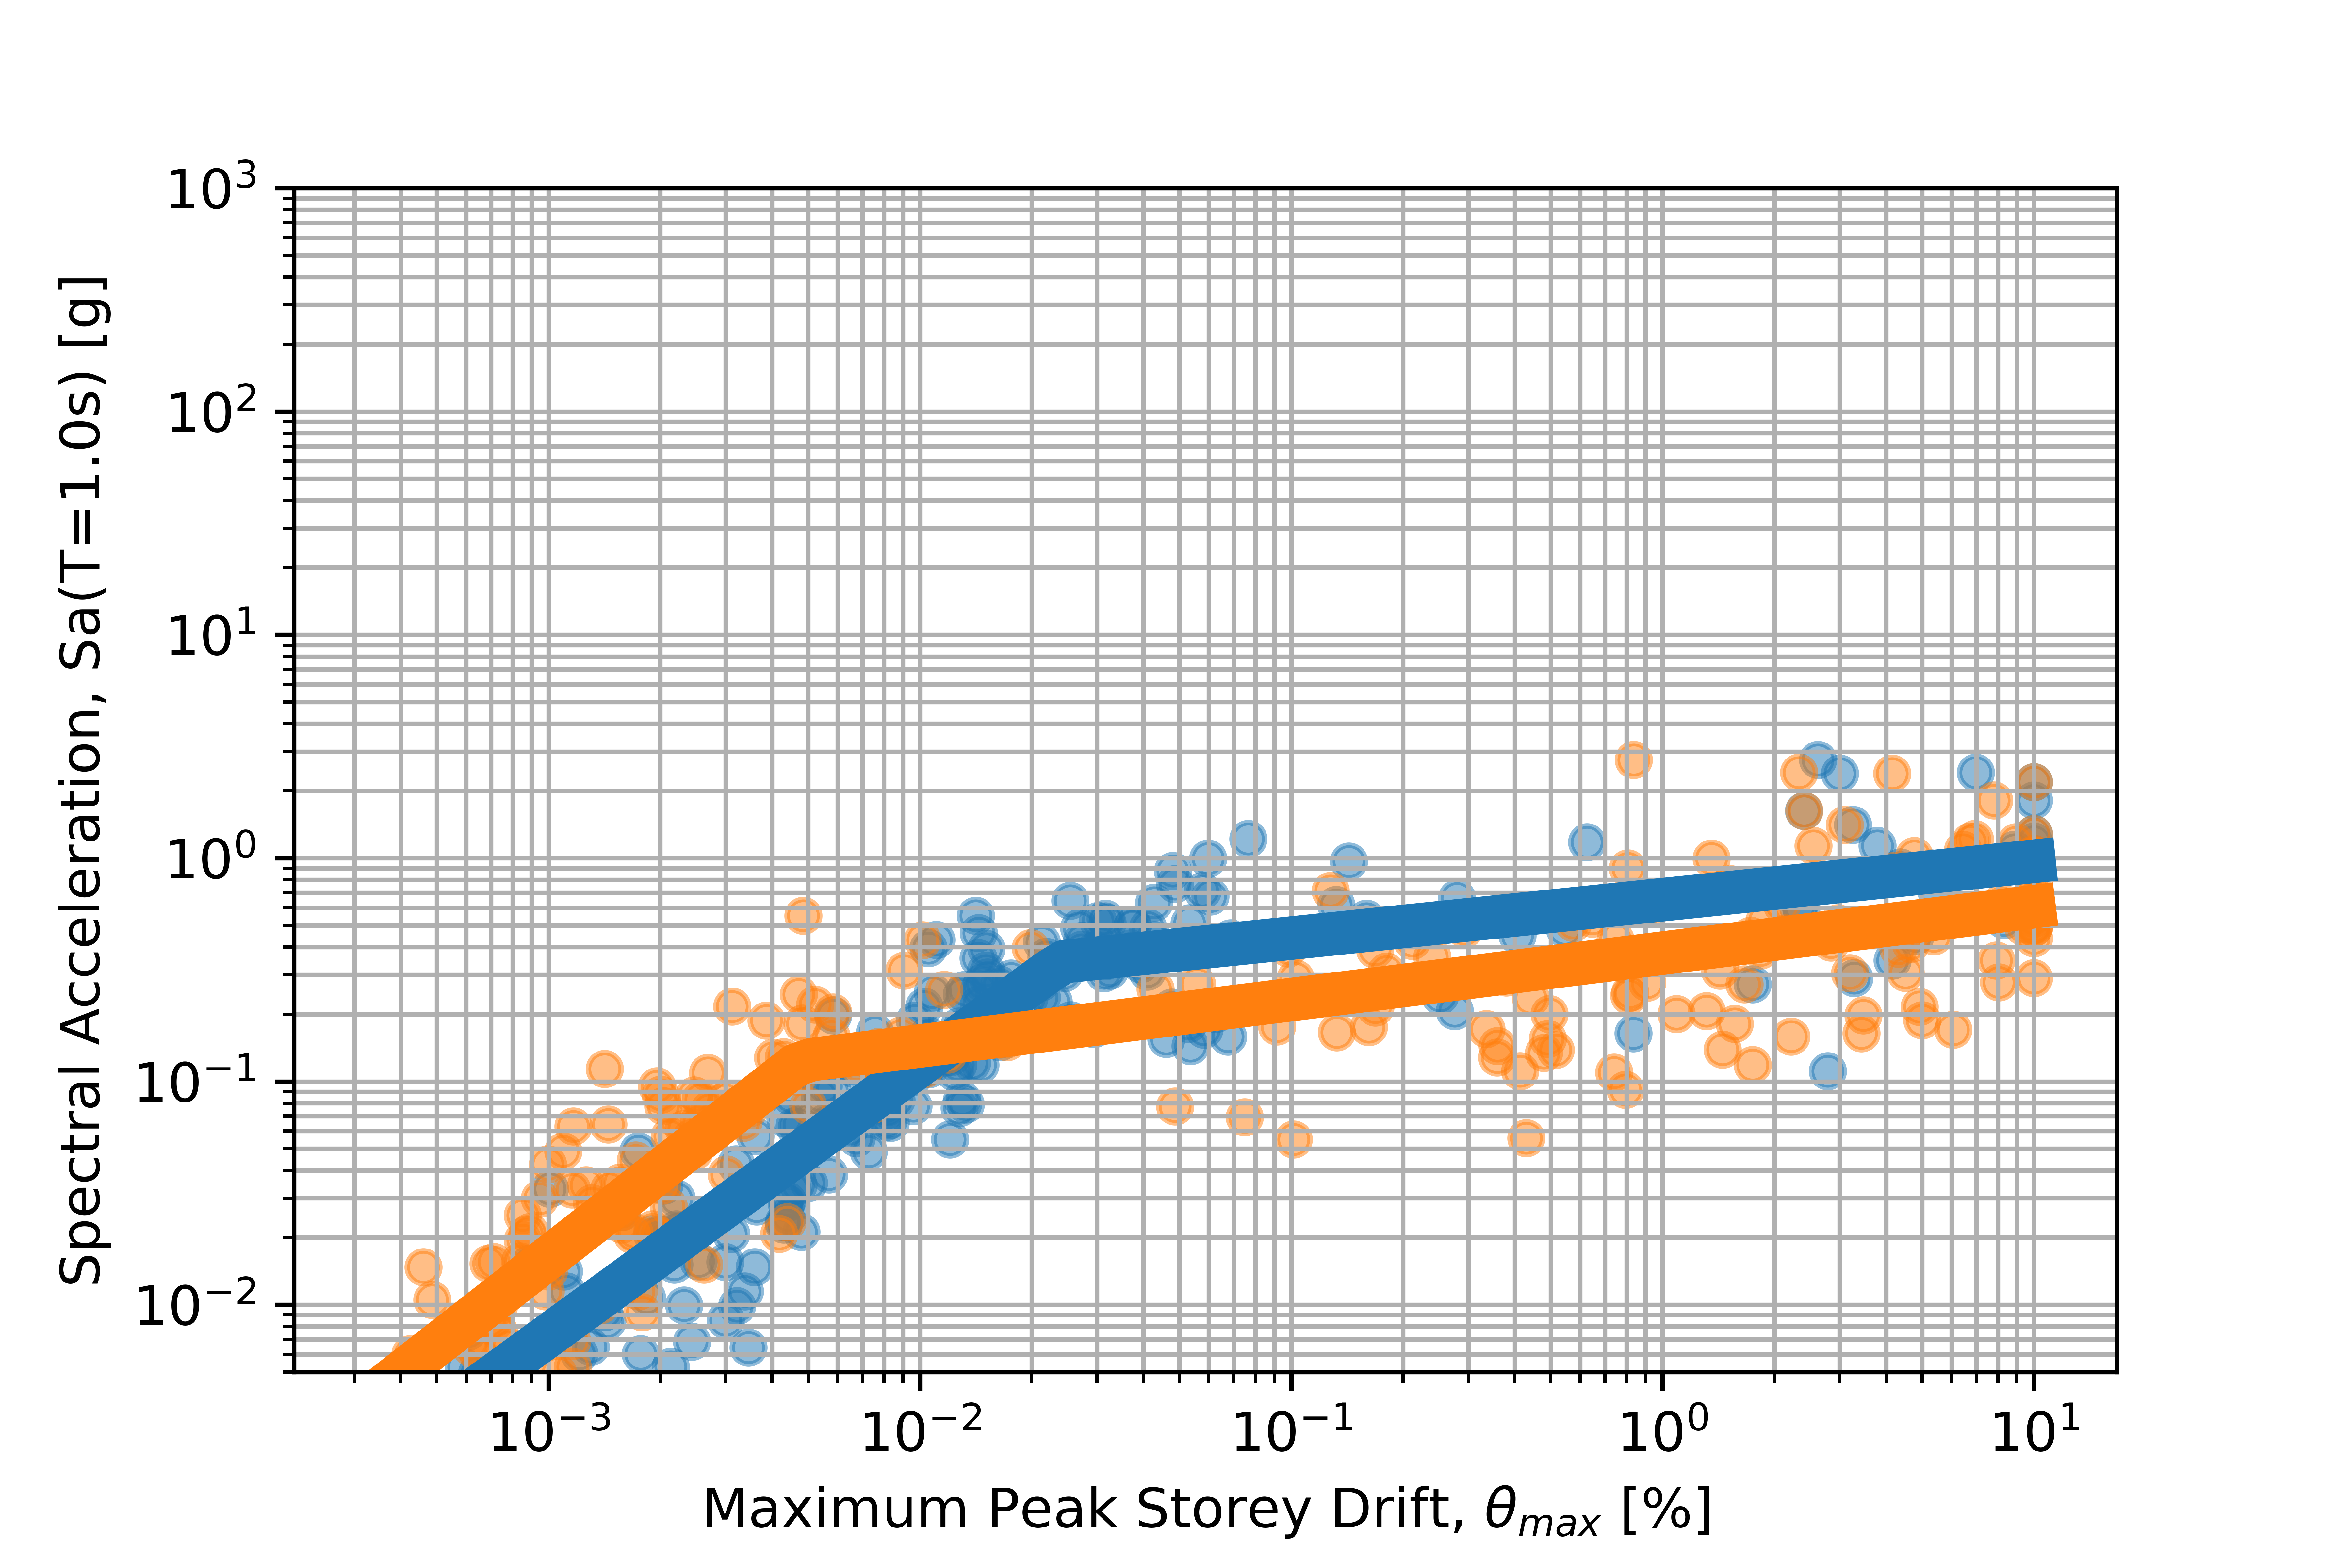 Spectral Acceleration, Sa(T=1.0s) [g]
10³
10²
10¹
10⁰
10⁻¹
10⁻²
10⁻³ 10⁻² 10⁻¹ 10⁰ 10¹
Maximum Peak Storey Drift, θmax [%]